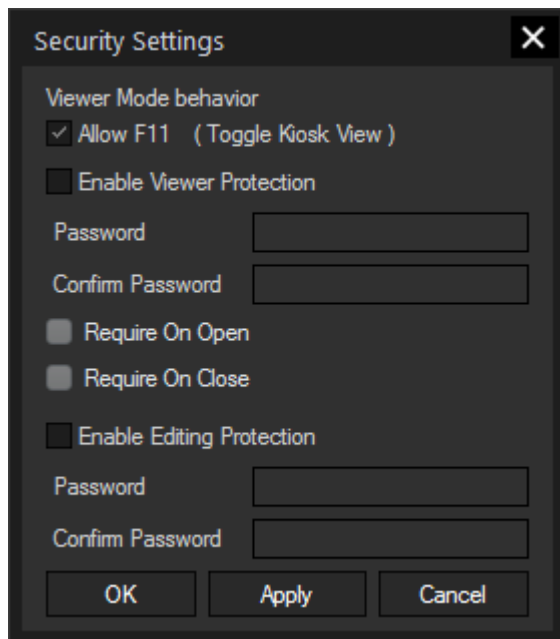 Security Settings
Viewer Mode behavior
Allow F11 ( Toggle Kiosk View )
Enable Viewer Protection
Password
Confirm Password
Require On Open
Require On Close
Enable Editing Protection
Password
Confirm Password
OK Apply Cancel